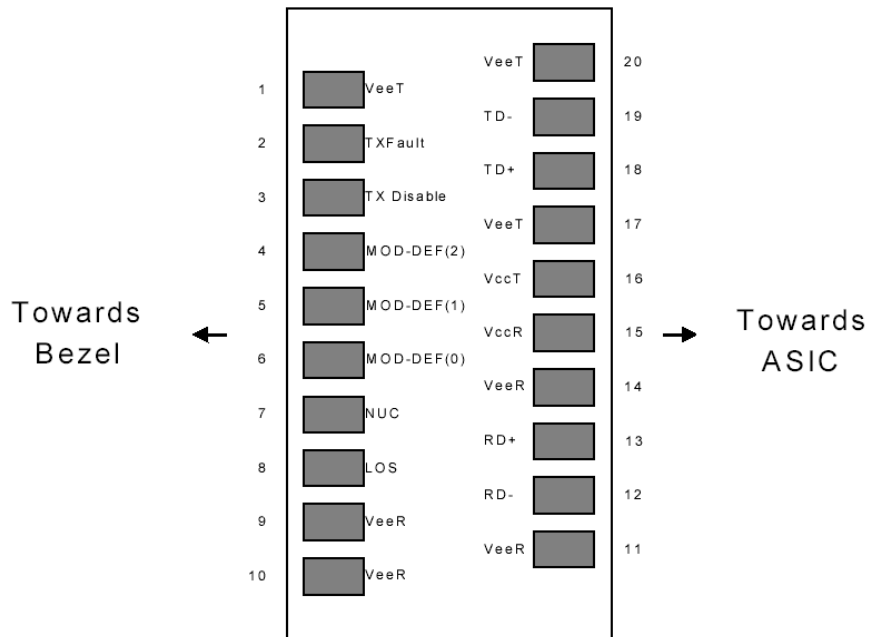 VeeT 20
1 VeeT
TD- 19
2 TXFault
TD+ 18
3 TX Disable
VeeT 17
4 MOD-DEF(2)
VccT 16
5 MOD-DEF(1)
Towards
Bezel
VccR 15
Towards
ASIC
6 MOD-DEF(0)
VeeR 14
7 NUC
RD+ 13
8 LOS
RD- 12
9 VeeR
VeeR 11
10 VeeR